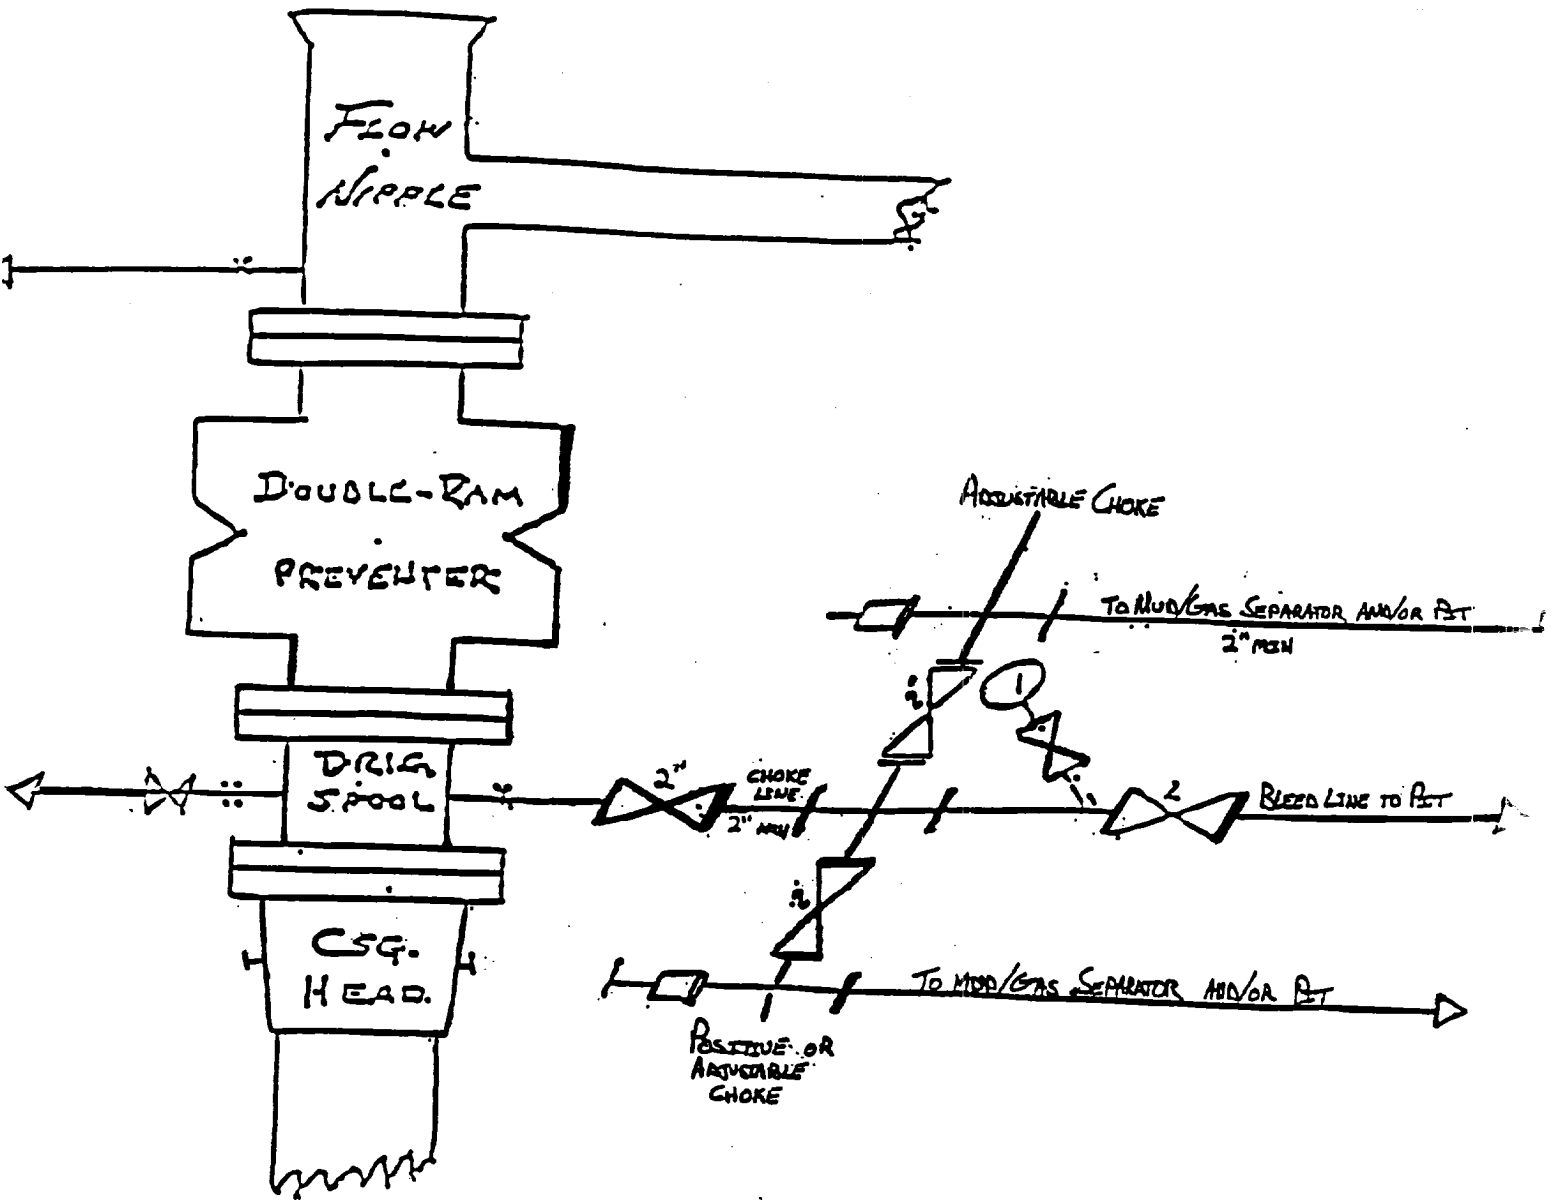 FLOW
NIPPLE
DOUBLE-RAM
PREVENTER
ADJUSTABLE CHOKE
TO MUD/GAS SEPARATOR AND/OR PIT
2" MIN
1
DRLG
SPOOL
2"
CHOKE
LINE
2" MIN
2
BLEED LINE TO PIT
CSG.
HEAD.
TO MUD/GAS SEPARATOR AND/OR PIT
POSITIVE OR
ADJUSTABLE
CHOKE